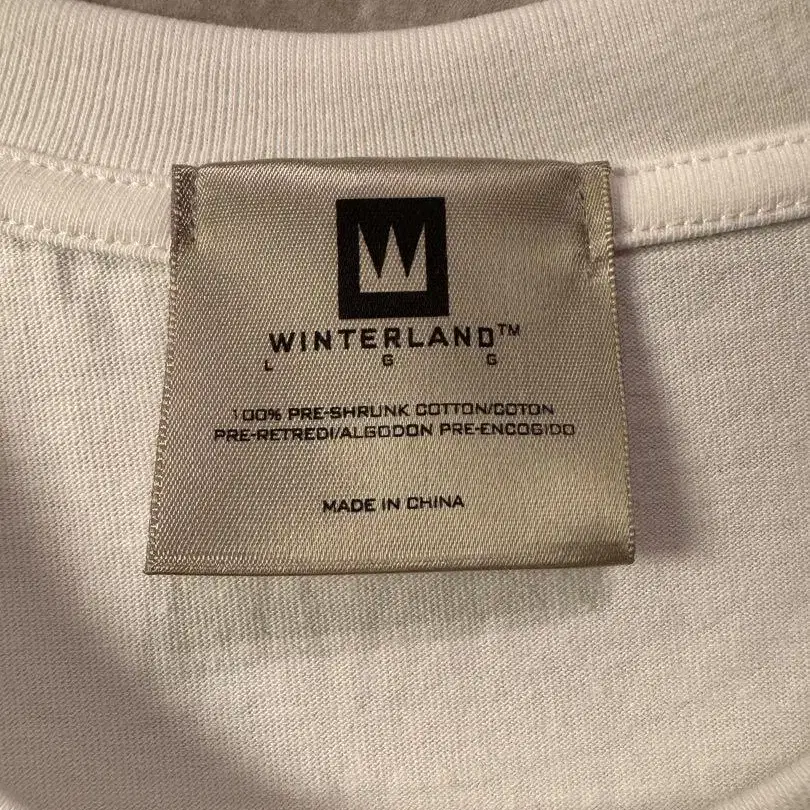 W
WINTERLAND™
L G G
100% PRE-SHRUNK COTTON/COTON
PRE-RETREDI/ALGODON PRE-ENCOGIDO
MADE IN CHINA